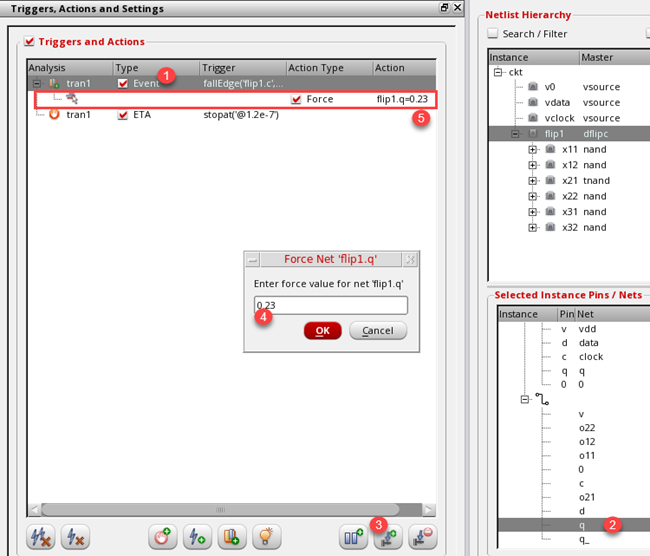 Triggers, Actions and Settings
Triggers and Actions
Analysis Type Trigger Action Type Action
tran1 Event 1 fallEdge('flip1.c',...
Force flip1.q=0.23
tran1 ETA stopat('@1.2e-7') 5
Force Net 'flip1.q'
Enter force value for net 'flip1.q'
0.23
4
OK Cancel
3
Netlist Hierarchy
Search / Filter
Instance Master
ckt
v0 vsource
vdata vsource
vclock vsource
flip1 dflipc
x11 nand
x12 nand
x21 tnand
x22 nand
x31 nand
x32 nand
Selected Instance Pins / Nets
Instance Pin Net
v vdd
d data
c clock
q q
0 0
v
o22
o12
o11
0
c
o21
d
q 2
q_